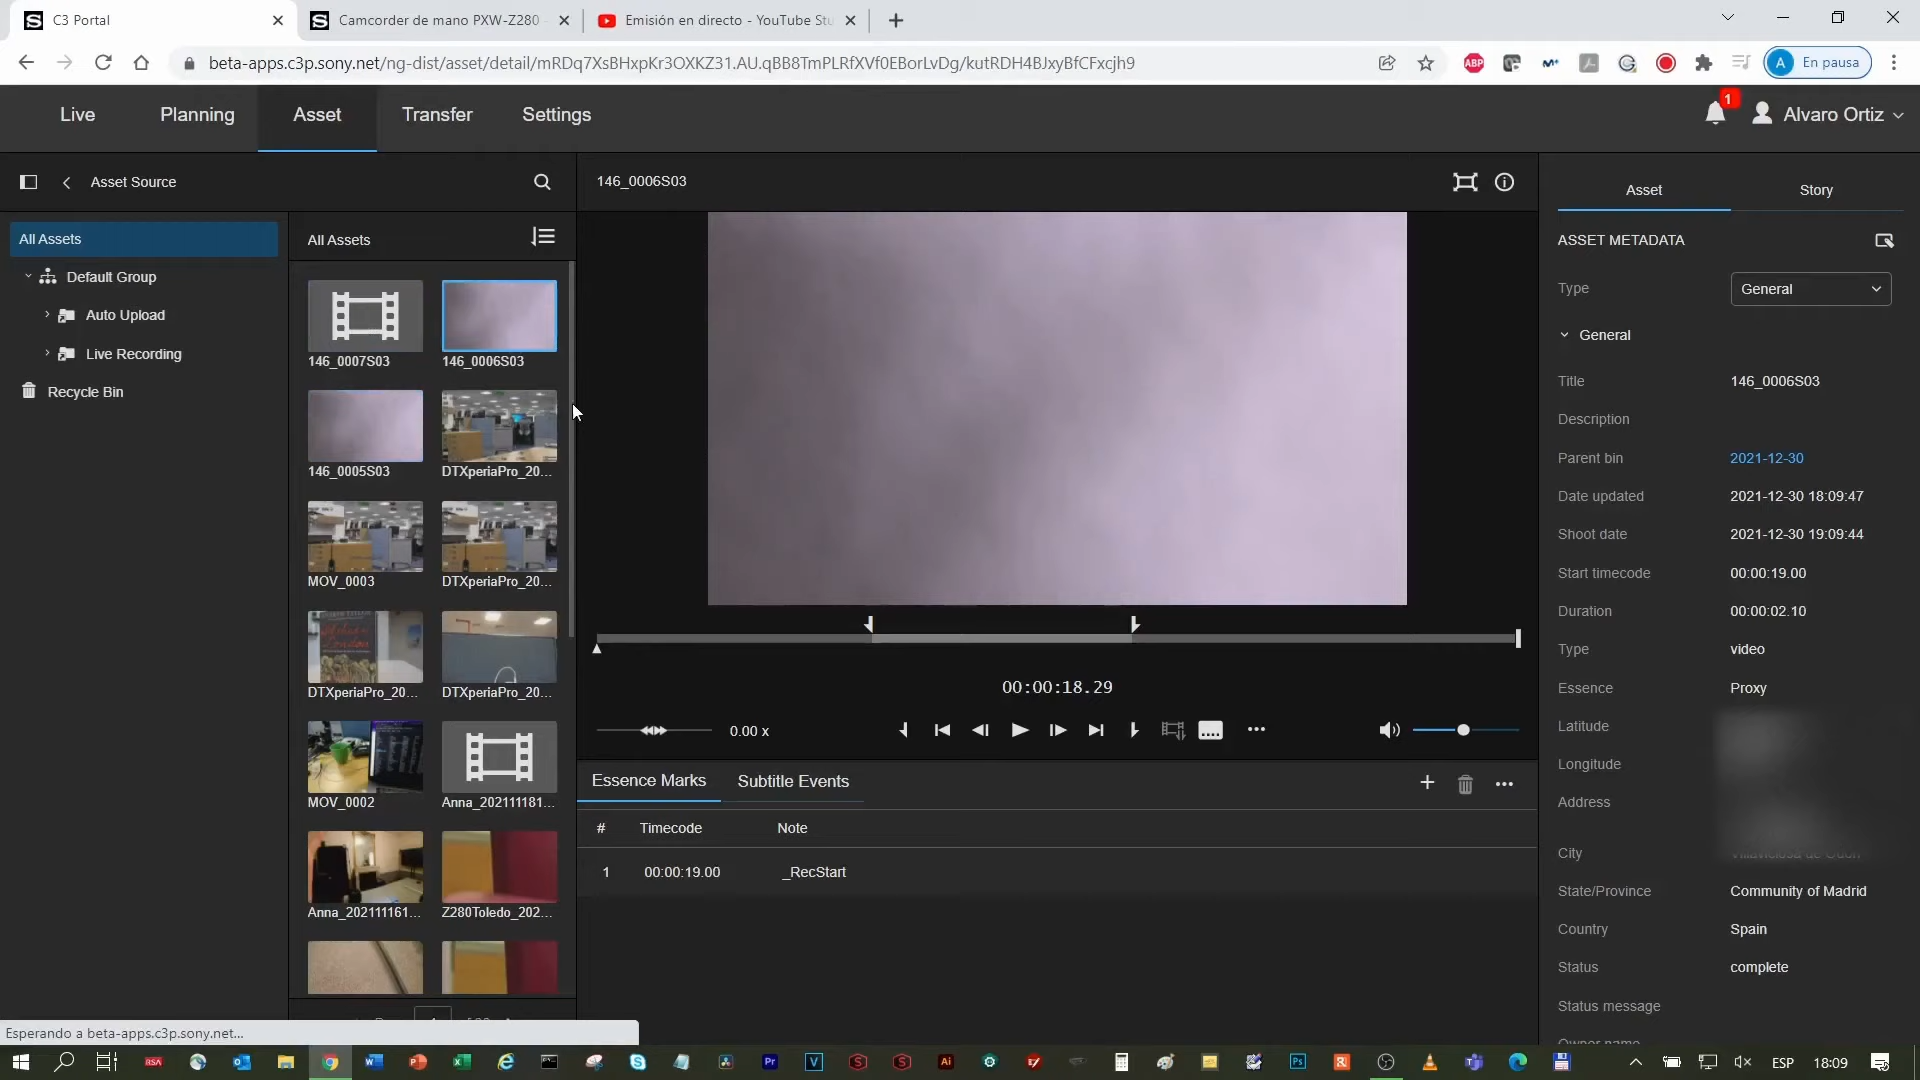 C3 Portal
Camcorder de mano PXW-Z280 -
Emisión en directo - YouTube Stu
beta-apps.c3p.sony.net/ng-dist/asset/detail/mRDq7XsBHxpKr3OXKZ31.AU.qBB8TmPLRfXVf0EBorLvDg/kutRDH4BJxyBfCFxcjh9
ABP
A En pausa
Live Planning Asset Transfer Settings
1
Alvaro Ortiz
Asset Source
All Assets
Default Group
Auto Upload
Live Recording
Recycle Bin
All Assets
146_0007S03 146_0006S03
146_0005S03 DTXperiaPro_20...
MOV_0003 DTXperiaPro_20...
DTXperiaPro_20... DTXperiaPro_20...
MOV_0002 Anna_202111181...
Anna_202111161... Z280Toledo_202...
146_0006S03
00:00:18.29
0.00 x
Essence Marks Subtitle Events
# Timecode Note
1 00:00:19.00 _RecStart
Asset Story
ASSET METADATA
Type General
General
Title 146_0006S03
Description
Parent bin 2021-12-30
Date updated 2021-12-30 18:09:47
Shoot date 2021-12-30 19:09:44
Start timecode 00:00:19.00
Duration 00:00:02.10
Type video
Essence Proxy
Latitude
Longitude
Address
City
State/Province Community of Madrid
Country Spain
Status complete
Status message
Owner name
Esperando a beta-apps.c3p.sony.net...
ESP 18:09